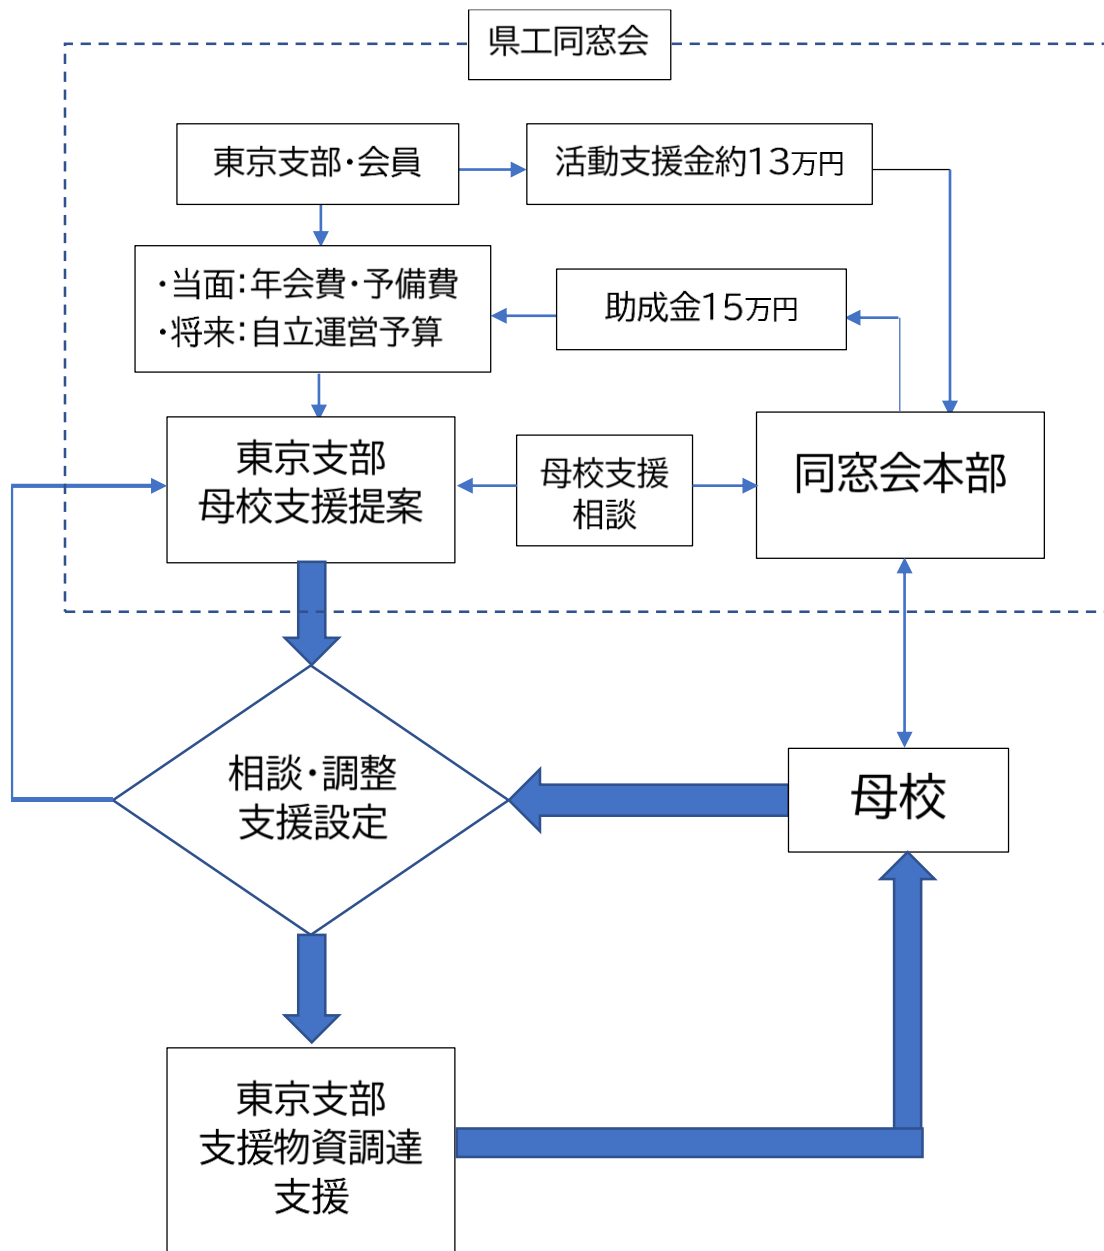 県工同窓会
東京支部・会員
活動支援金約13万円
・当面：年会費・予備費
・将来：自立運営予算
助成金15万円
東京支部
母校支援提案
母校支援
相談
同窓会本部
相談・調整
支援設定
母校
東京支部
支援物資調達
支援